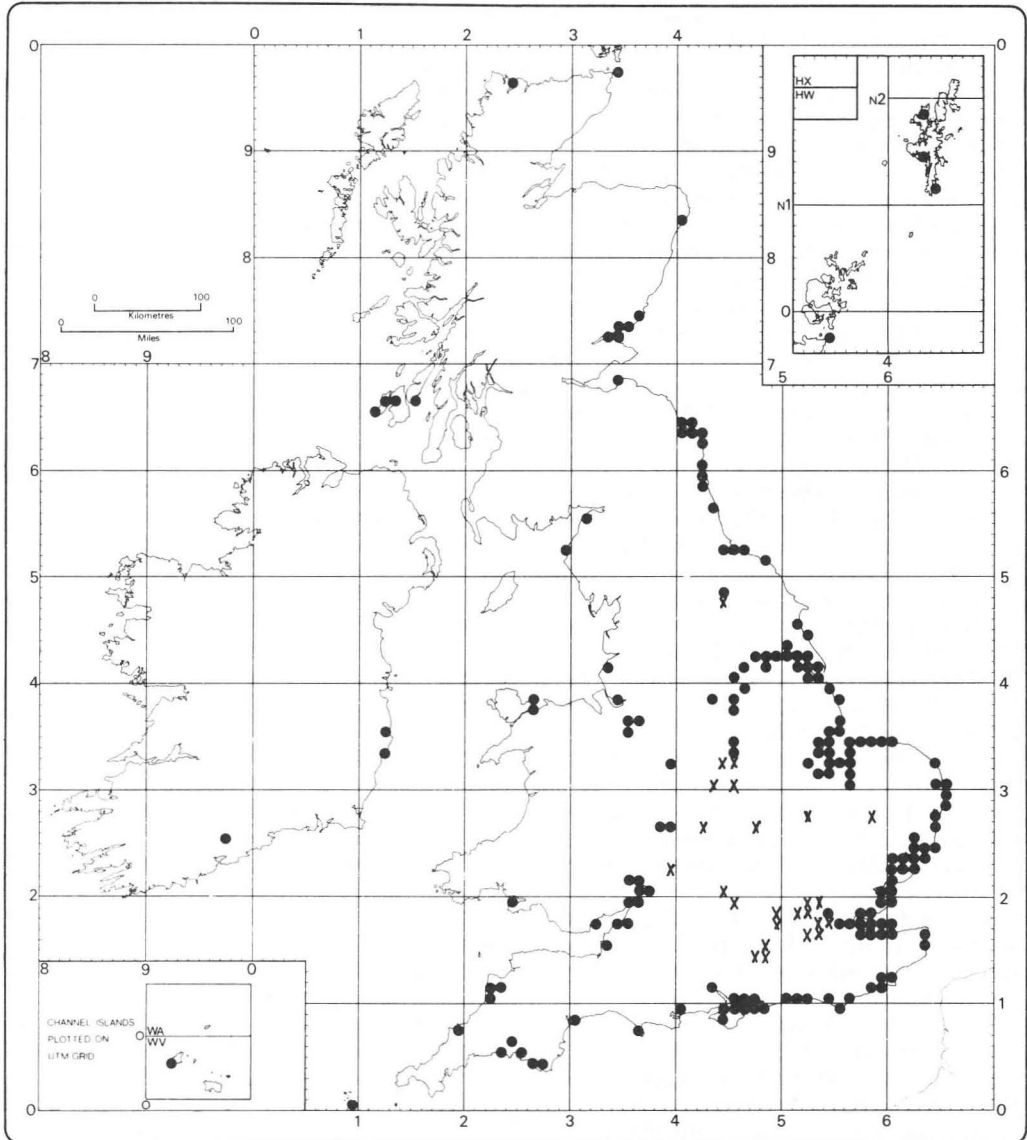 0 1 2 3 4
0 0
HX
HW
N2
9 9
N1
8 8
0 100
Kilometres
0 100
Miles
0
8 9 7 7
5 6
6 6
5 5
4 4
3 3
2 2
8 9 0
1 1
CHANNEL ISLANDS
PLOTTED ON
UTM GRID
WA
0
WV
0
0 0
1 2 3 4 5 6